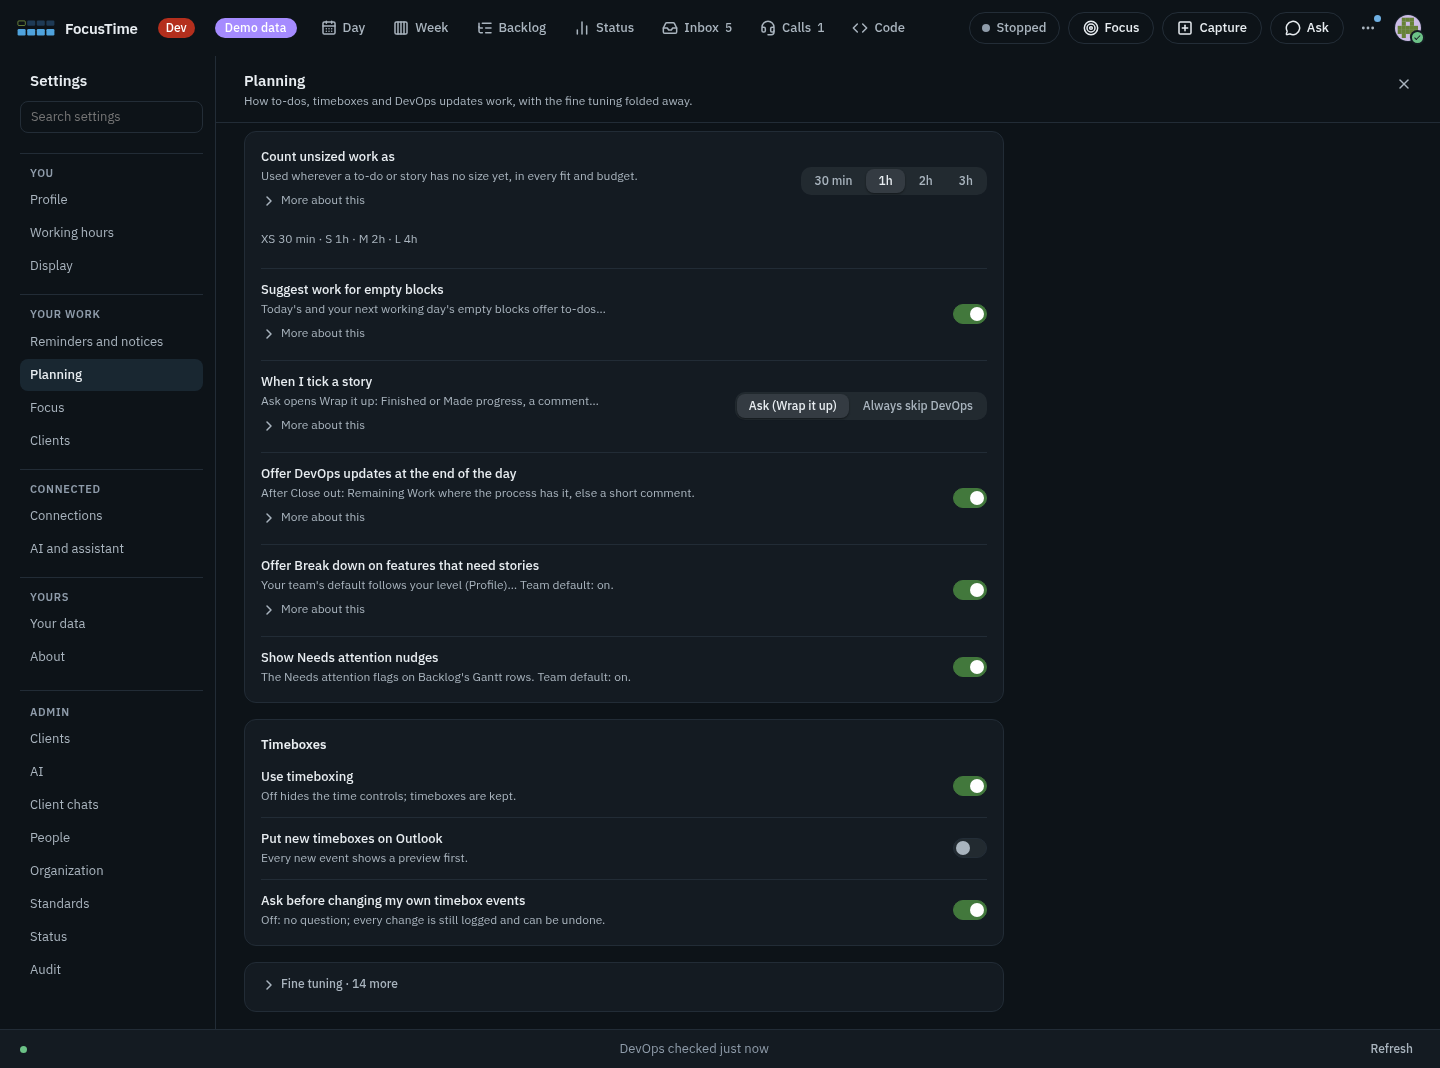 FocusTime
Dev
Demo data
Day
Week
Backlog
Status
Inbox 5
Calls 1
Code
Stopped
Focus
Capture
Ask
Settings
Search settings
YOU
Profile
Working hours
Display
YOUR WORK
Reminders and notices
Planning
Focus
Clients
CONNECTED
Connections
AI and assistant
YOURS
Your data
About
ADMIN
Clients
AI
Client chats
People
Organization
Standards
Status
Audit
Planning
How to-dos, timeboxes and DevOps updates work, with the fine tuning folded away.
Count unsized work as
Used wherever a to-do or story has no size yet, in every fit and budget.
More about this
30 min 1h 2h 3h
XS 30 min · S 1h · M 2h · L 4h
Suggest work for empty blocks
Today's and your next working day's empty blocks offer to-dos...
More about this
When I tick a story
Ask opens Wrap it up: Finished or Made progress, a comment...
More about this
Ask (Wrap it up) Always skip DevOps
Offer DevOps updates at the end of the day
After Close out: Remaining Work where the process has it, else a short comment.
More about this
Offer Break down on features that need stories
Your team's default follows your level (Profile)... Team default: on.
More about this
Show Needs attention nudges
The Needs attention flags on Backlog's Gantt rows. Team default: on.
Timeboxes
Use timeboxing
Off hides the time controls; timeboxes are kept.
Put new timeboxes on Outlook
Every new event shows a preview first.
Ask before changing my own timebox events
Off: no question; every change is still logged and can be undone.
Fine tuning · 14 more
DevOps checked just now
Refresh